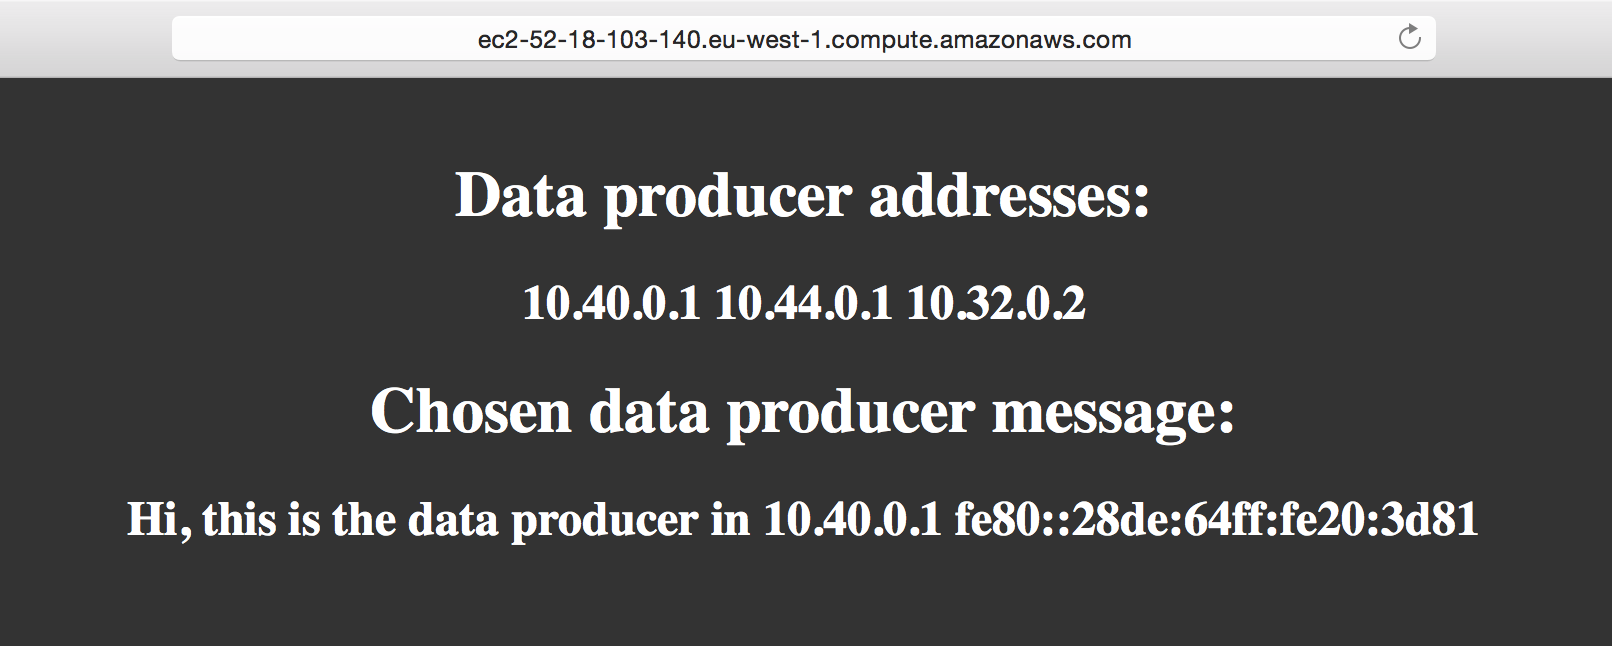 ec2-52-18-103-140.eu-west-1.compute.amazonaws.com
Data producer addresses:
10.40.0.1 10.44.0.1 10.32.0.2
Chosen data producer message:
Hi, this is the data producer in 10.40.0.1 fe80::28de:64ff:fe20:3d81